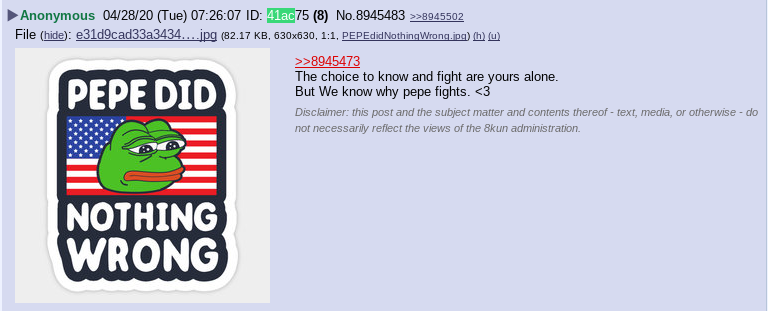 ▶Anonymous 04/28/20 (Tue) 07:26:07 ID: 41ac75 (8) No.8945483 >>8945502
File (hide): e31d9cad33a3434….jpg (82.17 KB, 630x630, 1:1, PEPEdidNothingWrong.jpg) (h) (u)
PEPE DID
NOTHING
WRONG
>>8945473
The choice to know and fight are yours alone.
But We know why pepe fights. <3
Disclaimer: this post and the subject matter and contents thereof - text, media, or otherwise - do
not necessarily reflect the views of the 8kun administration.